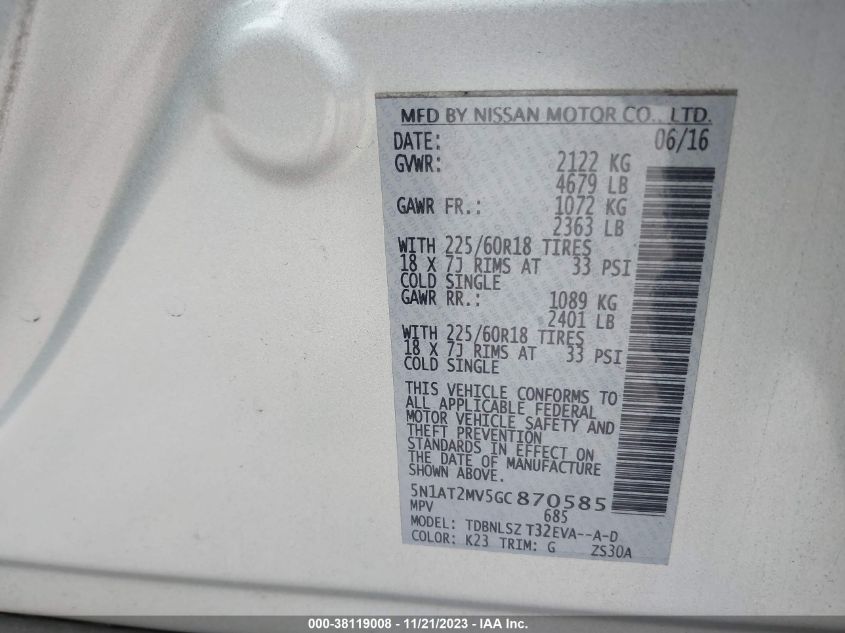 MFD BY NISSAN MOTOR CO., LTD.
DATE: 06/16
GVWR: 2122 KG
4679 LB
GAWR FR.: 1072 KG
2363 LB
WITH 225/60R18 TIRES
18 X 7J RIMS AT 33 PSI
COLD SINGLE
GAWR RR.: 1089 KG
2401 LB
WITH 225/60R18 TIRES
18 X 7J RIMS AT 33 PSI
COLD SINGLE
THIS VEHICLE CONFORMS TO
ALL APPLICABLE FEDERAL
MOTOR VEHICLE SAFETY AND
THEFT PREVENTION
STANDARDS IN EFFECT ON
THE DATE OF MANUFACTURE
SHOWN ABOVE.
5N1AT2MV5GC870585
MPV 685
MODEL: TDBNLSZ T32EVA--A-D
COLOR: K23 TRIM: G ZS30A
000-38119008 - 11/21/2023 - IAA Inc.